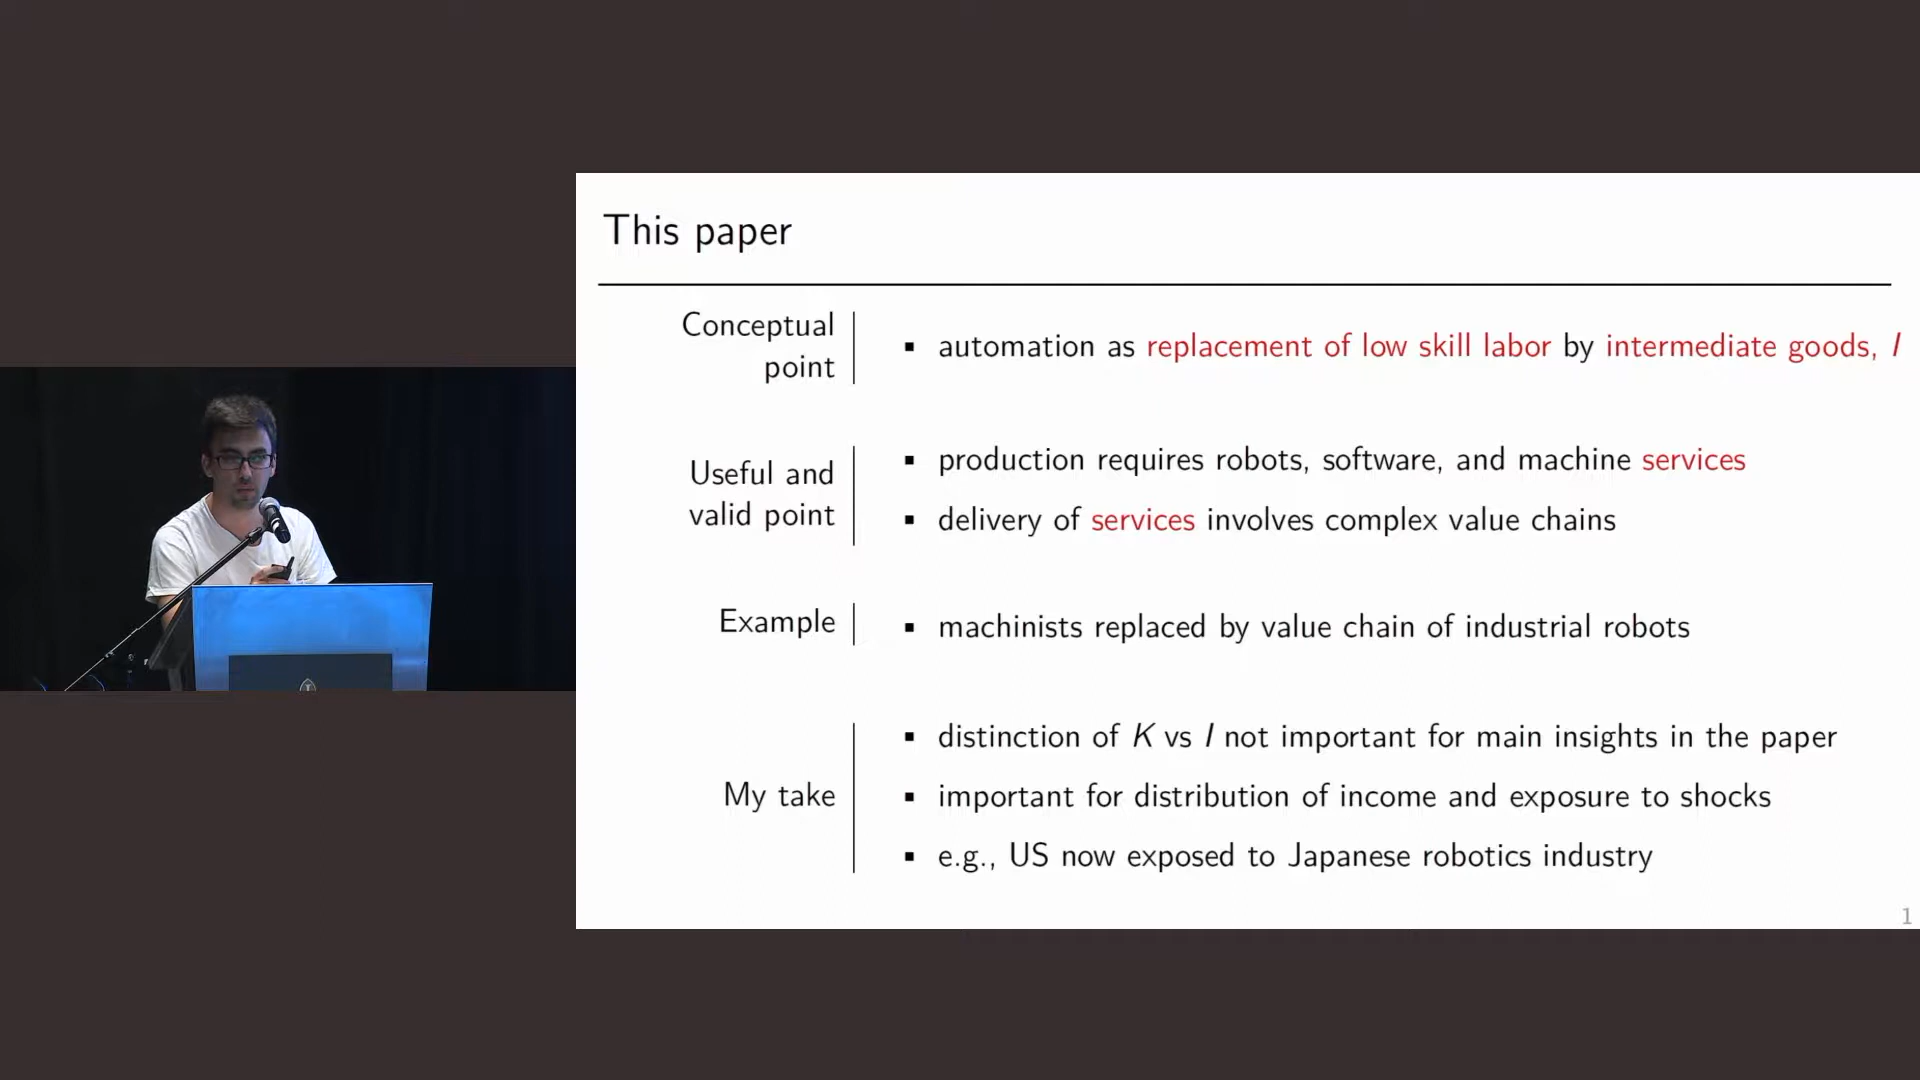 This paper
Conceptual
point
▪ automation as replacement of low skill labor by intermediate goods, I
Useful and
valid point
▪ production requires robots, software, and machine services
▪ delivery of services involves complex value chains
Example
▪ machinists replaced by value chain of industrial robots
My take
▪ distinction of K vs I not important for main insights in the paper
▪ important for distribution of income and exposure to shocks
▪ e.g., US now exposed to Japanese robotics industry
1